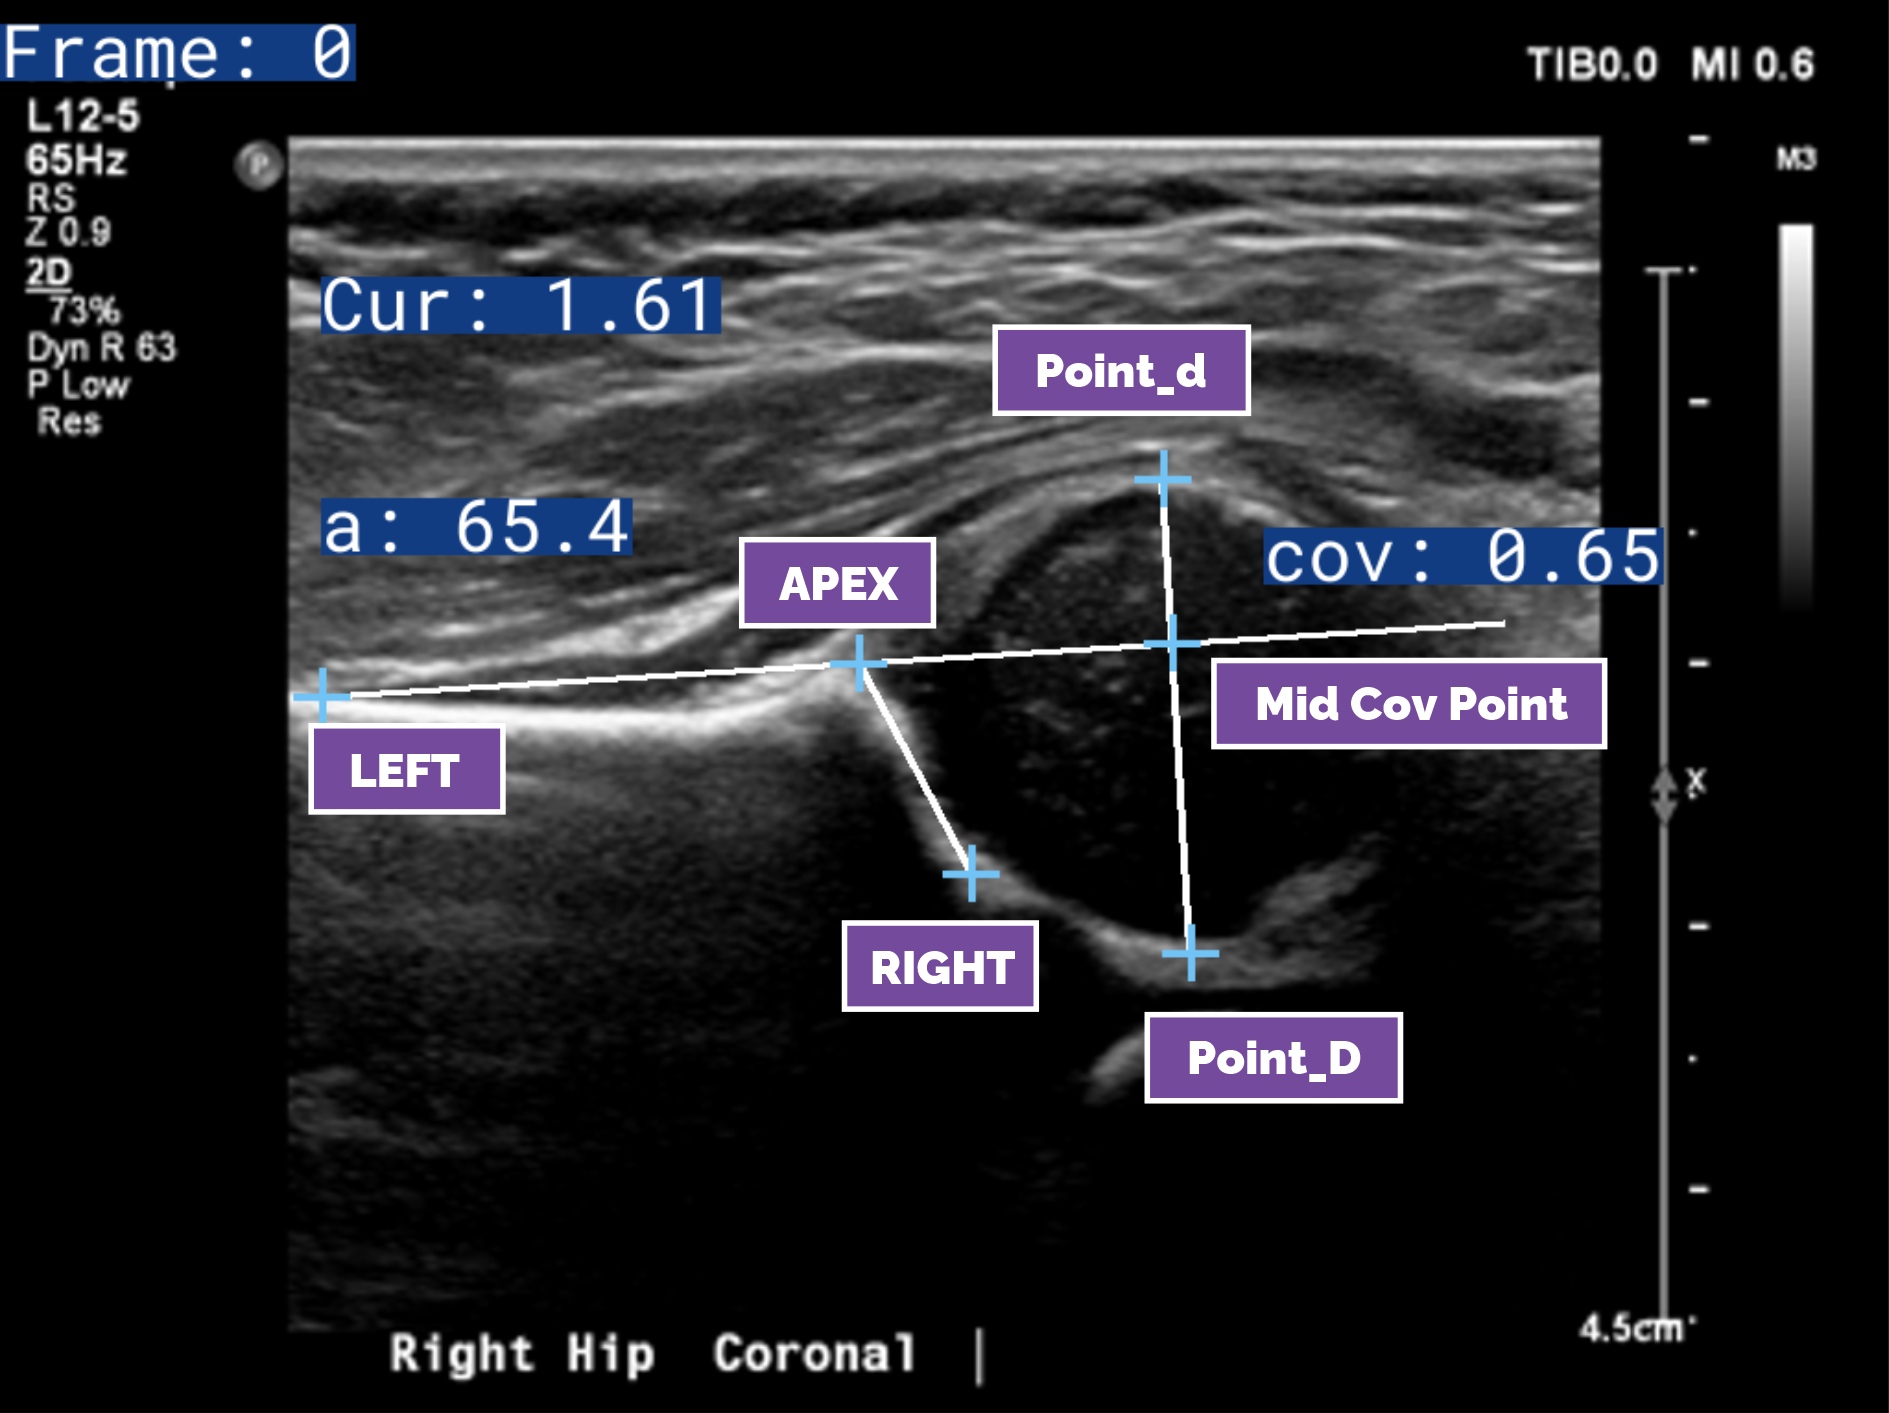 Frame: 0
TIB0.0 MI 0.6
L12-5
65Hz
RS
Z 0.9
2D
73%
Dyn R 63
P Low
Res
P
M3
Cur: 1.61
Point_d
a: 65.4
cov: 0.65
APEX
Mid Cov Point
LEFT
X
RIGHT
Point_D
4.5cm
Right Hip Coronal